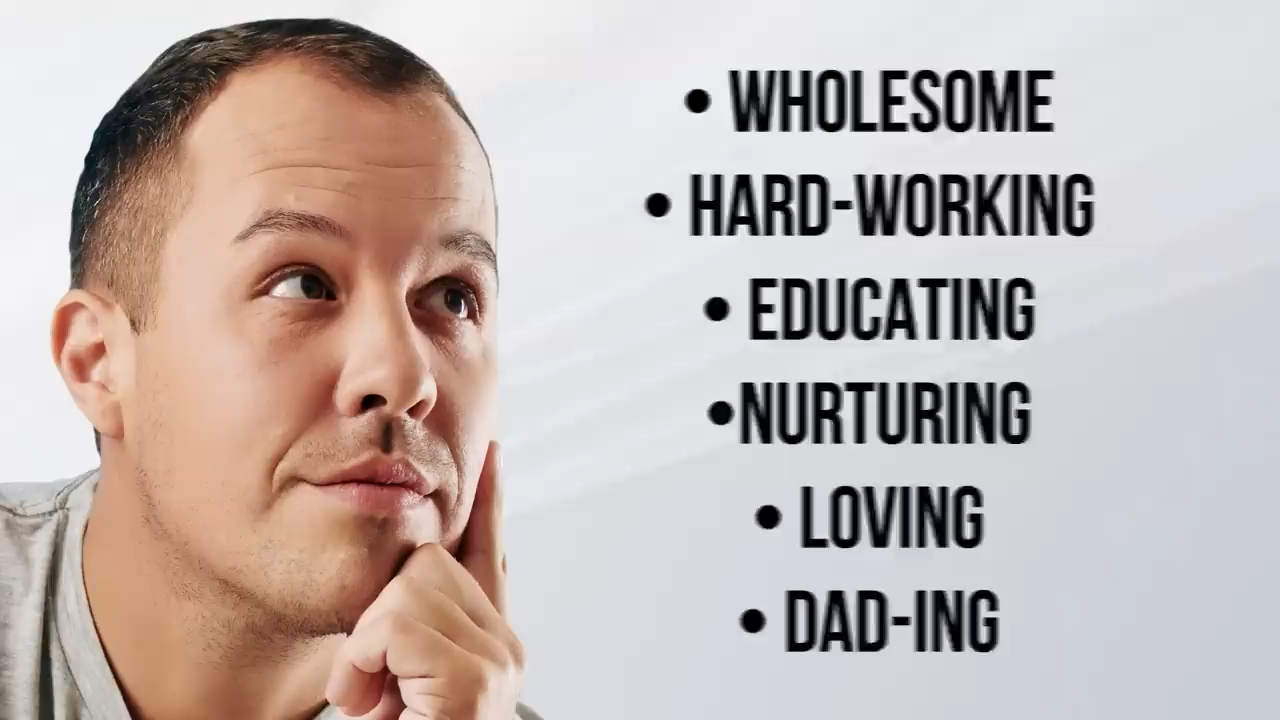 • WHOLESOME
• HARD-WORKING
• EDUCATING
•NURTURING
• LOVING
• DAD-ING